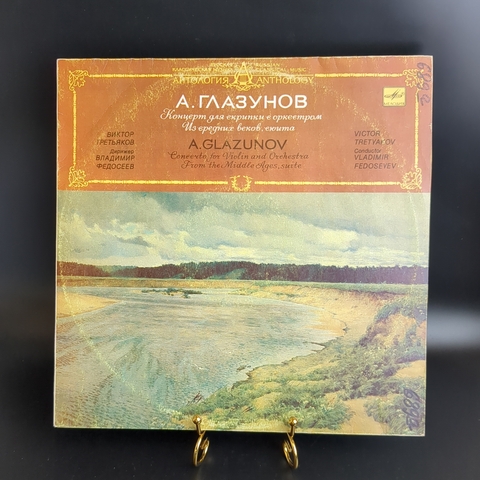 АНТОЛОГИЯ ANTHOLOGY
А. ГЛАЗУНОВ
Концерт для скрипки с оркестром
Из средних веков, сюита
ВИКТОР
ТРЕТЬЯКОВ
Дирижер
ВЛАДИМИР
ФЕДОСЕЕВ
A. GLAZUNOV
Concerto for Violin and Orchestra
From the Middle Ages, suite
VICTOR
TRETYAKOV
Conductor
VLADIMIR
FEDOSEYEV